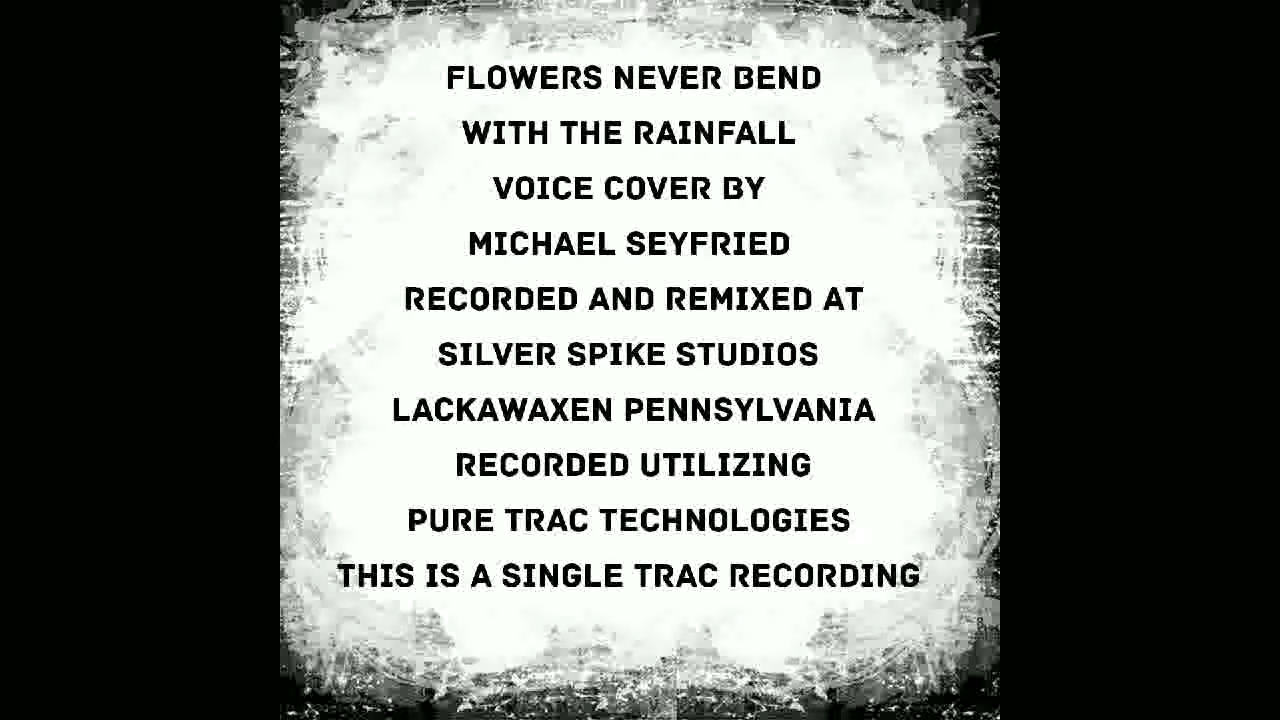 FLOWERS NEVER BEND
WITH THE RAINFALL
VOICE COVER BY
MICHAEL SEYFRIED
RECORDED AND REMIXED AT
SILVER SPIKE STUDIOS
LACKAWAXEN PENNSYLVANIA
RECORDED UTILIZING
PURE TRAC TECHNOLOGIES
THIS IS A SINGLE TRAC RECORDING